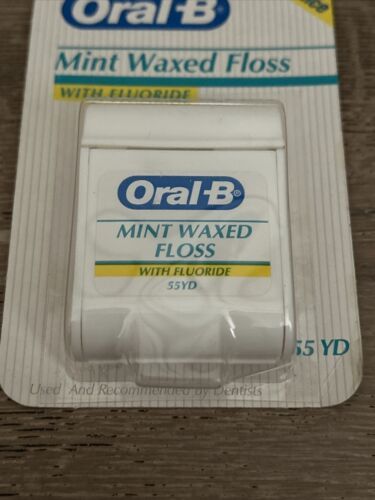 Oral-B
Mint Waxed Floss
WITH FLUORIDE
Oral-B®
MINT WAXED
FLOSS
WITH FLUORIDE
55YD
55 YD
Used And Recommended by Dentists